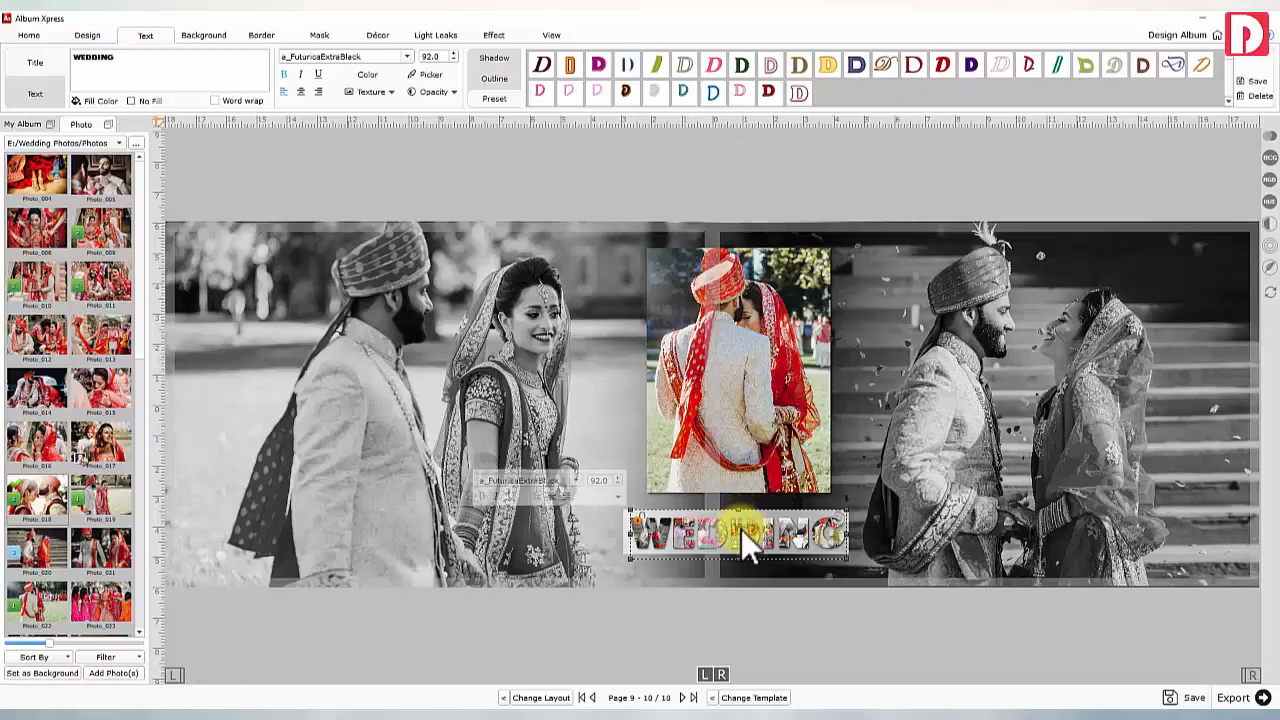 Album Xpress
Home Design Text Background Border Mask Décor Light Leaks Effect View Design Album
Title
Text
WEDDING
Fill Color No Fill Word wrap
a_FuturicaExtraBlack 92.0
B I U Color Picker
Texture Opacity
Shadow
Outline
Preset
Save
Delete
My Album Photo
E:/Wedding Photos/Photos ...
Photo_004 Photo_005
Photo_008 Photo_009
Photo_010 Photo_011
Photo_012 Photo_013
Photo_014 Photo_015
Photo_016 Photo_017
Photo_018 Photo_019
Photo_020 Photo_021
Photo_022 Photo_023
Sort By Filter
Set as Background Add Photo(s)
BCG
RGB
HUE
a_FuturicaExtraBlack 92.0
WEDDING
L L R R
< Change Layout Page 9 - 10 / 10 < Change Template Save Export